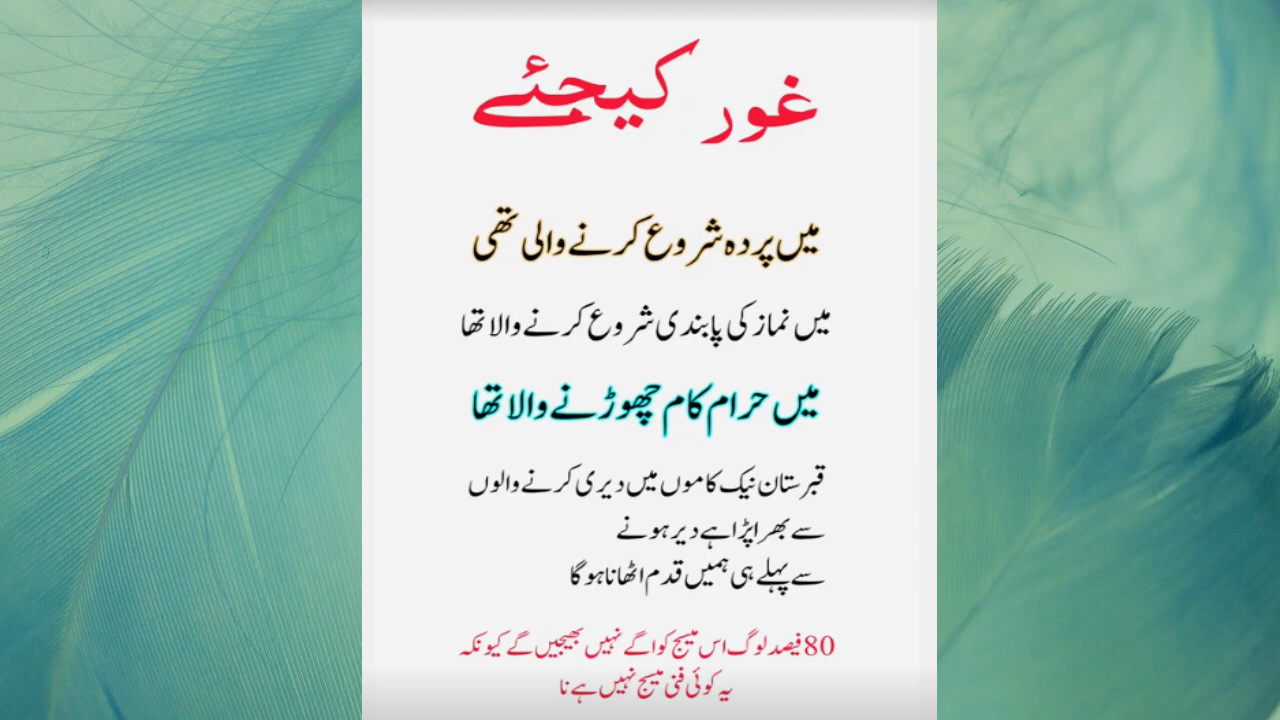 غور کیجئے
میں پردہ شروع کرنے والی تھی
میں نماز کی پابندی شروع کرنے والا تھا
میں حرام کام چھوڑنے والا تھا
قبرستان نیک کاموں میں دیری کرنے والوں
سے بھرا پڑا ہے دیر ہونے
سے پہلے ہی ہمیں قدم اٹھانا ہوگا
80 فیصد لوگ اس میسج کو اگے نہیں بھیجیں گے کیونکہ
یہ کوئی فنی میسج نہیں ہے نا